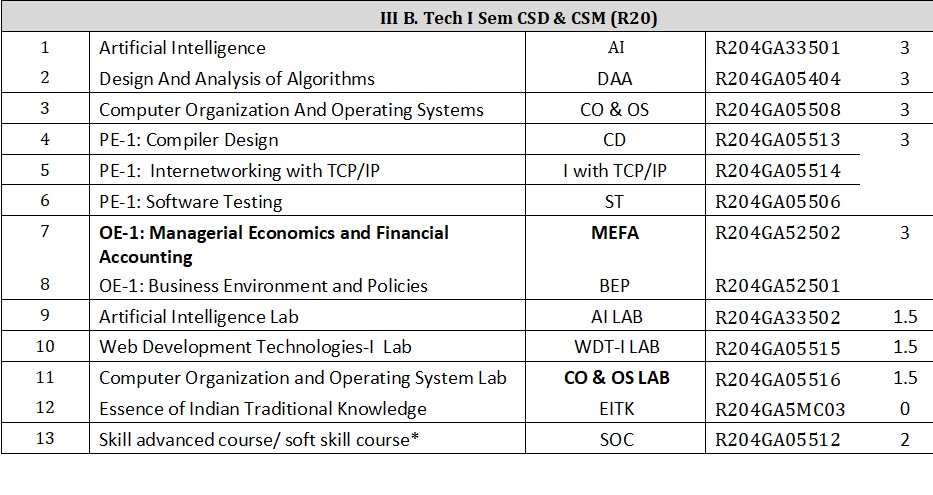 III B. Tech I Sem CSD & CSM (R20)
1 Artificial Intelligence AI R204GA33501 3
2 Design And Analysis of Algorithms DAA R204GA05404 3
3 Computer Organization And Operating Systems CO & OS R204GA05508 3
4 PE-1: Compiler Design CD R204GA05513 3
5 PE-1: Internetworking with TCP/IP I with TCP/IP R204GA05514
6 PE-1: Software Testing ST R204GA05506
7 OE-1: Managerial Economics and Financial MEFA R204GA52502 3
Accounting
8 OE-1: Business Environment and Policies BEP R204GA52501
9 Artificial Intelligence Lab AI LAB R204GA33502 1.5
10 Web Development Technologies-I Lab WDT-I LAB R204GA05515 1.5
11 Computer Organization and Operating System Lab CO & OS LAB R204GA05516 1.5
12 Essence of Indian Traditional Knowledge EITK R204GA5MC03 0
13 Skill advanced course/ soft skill course* SOC R204GA05512 2